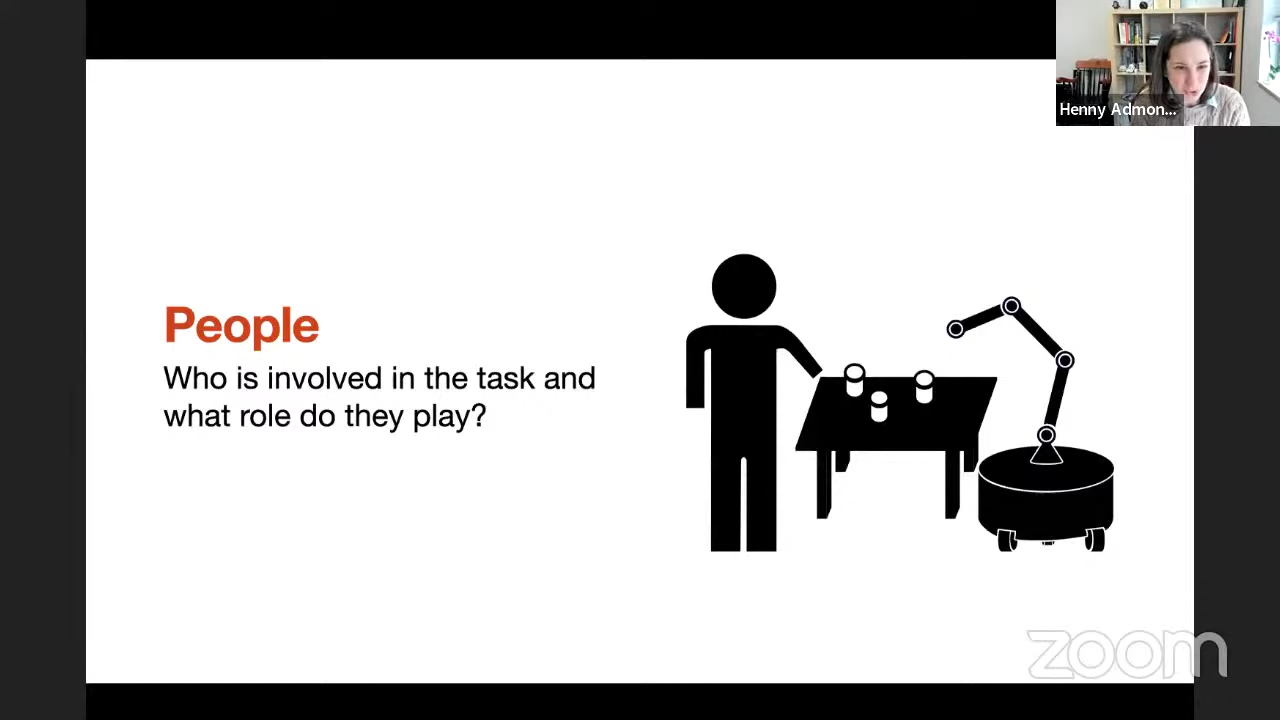 Henny Admon...
People
Who is involved in the task and
what role do they play?
zoom